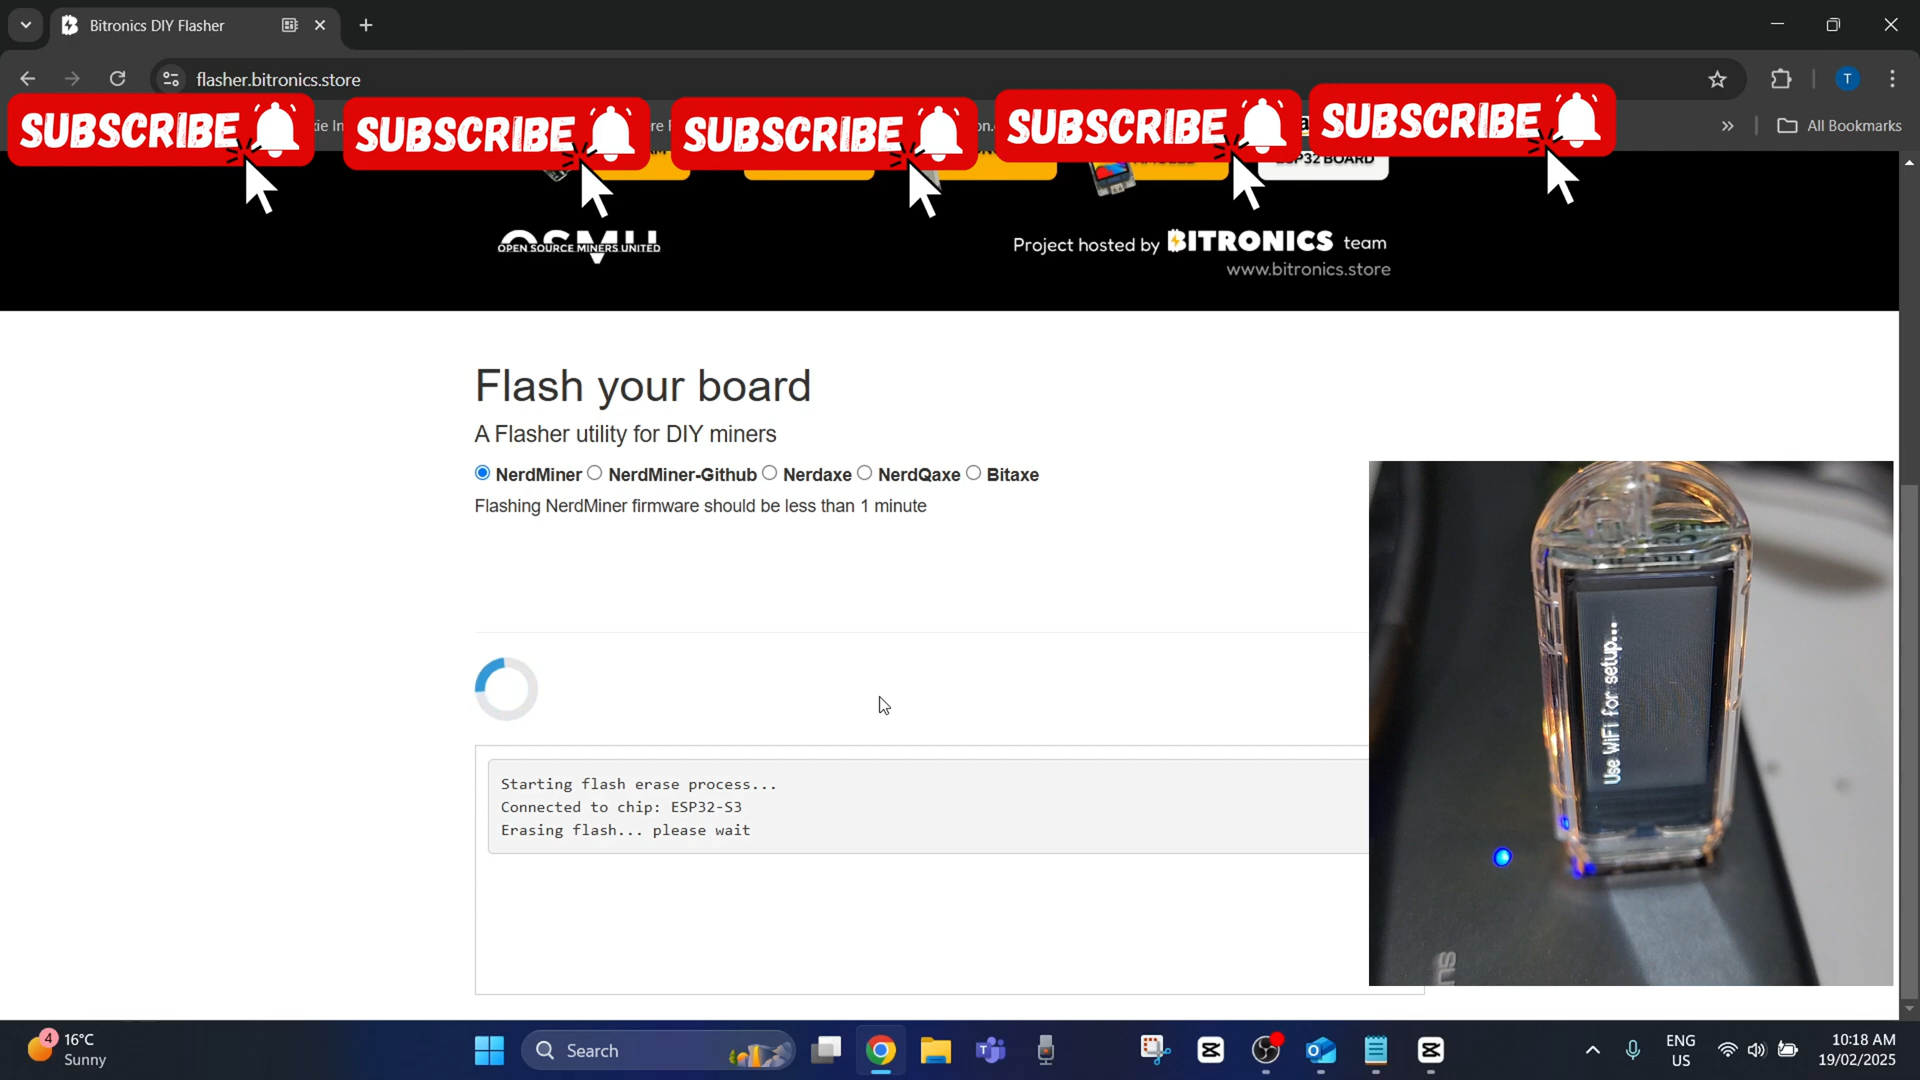 Bitronics DIY Flasher
flasher.bitronics.store
SUBSCRIBE
SUBSCRIBE
SUBSCRIBE
SUBSCRIBE
SUBSCRIBE
All Bookmarks
ESP32 BOARD
OSMU
OPEN SOURCE MINERS UNITED
Project hosted by BITRONICS team
www.bitronics.store
Flash your board
A Flasher utility for DIY miners
NerdMiner NerdMiner-Github Nerdaxe NerdQaxe Bitaxe
Flashing NerdMiner firmware should be less than 1 minute
Starting flash erase process...
Connected to chip: ESP32-S3
Erasing flash... please wait
Use WiFi for setup...
4
16°C
Sunny
Search
ENG
US
10:18 AM
19/02/2025
T